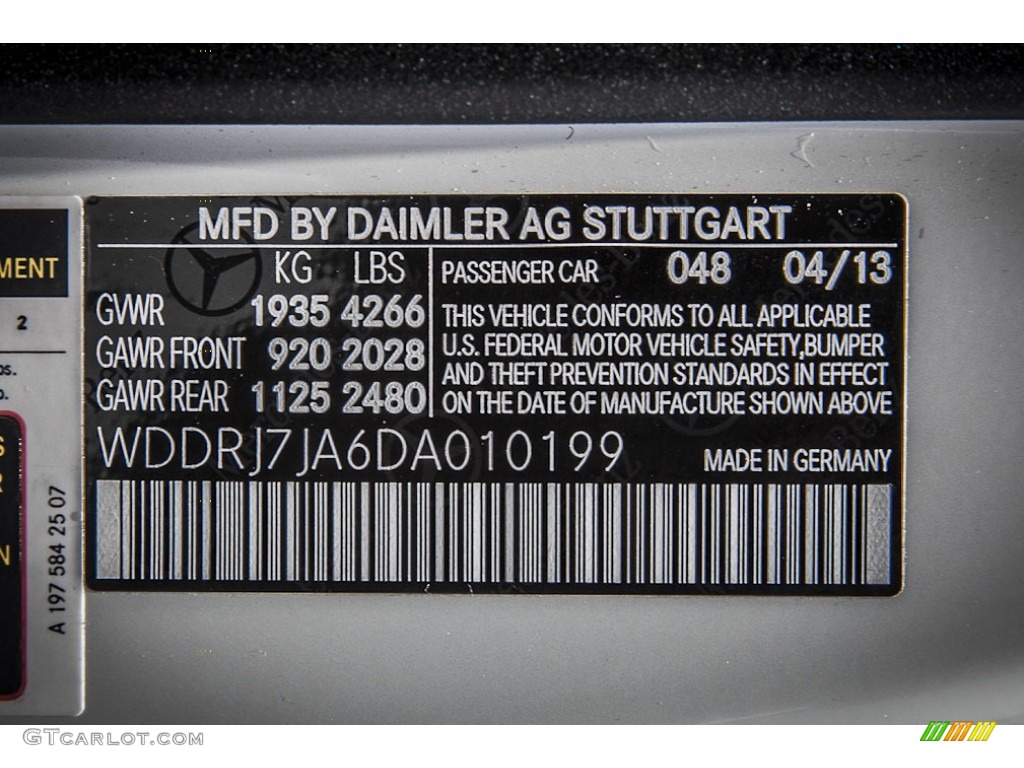 MFD BY DAIMLER AG STUTTGART
KG LBS
GVWR 1935 4266
GAWR FRONT 920 2028
GAWR REAR 1125 2480
PASSENGER CAR 048 04/13
THIS VEHICLE CONFORMS TO ALL APPLICABLE
U.S. FEDERAL MOTOR VEHICLE SAFETY,BUMPER
AND THEFT PREVENTION STANDARDS IN EFFECT
ON THE DATE OF MANUFACTURE SHOWN ABOVE
WDDRJ7JA6DA010199
MADE IN GERMANY
2
A 197 584 25 07
GTCARLOT.COM